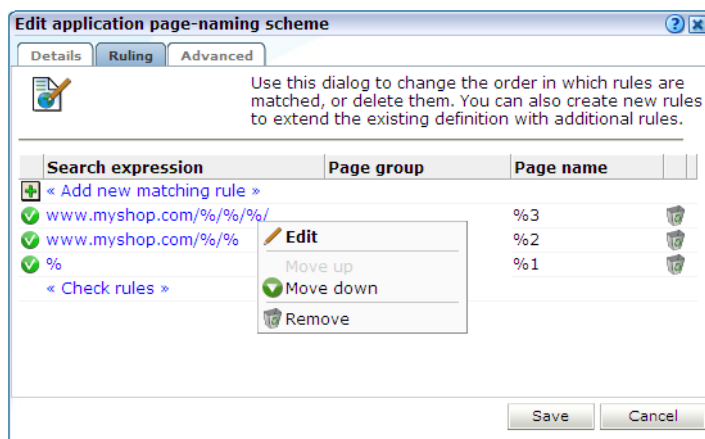 Edit application page-naming scheme
Details Ruling Advanced
Use this dialog to change the order in which rules are
matched, or delete them. You can also create new rules
to extend the existing definition with additional rules.
Search expression Page group Page name
« Add new matching rule »
www.myshop.com/%/%/%/ %3
www.myshop.com/%/% %2
% %1
« Check rules »
Edit
Move up
Move down
Remove
Save Cancel